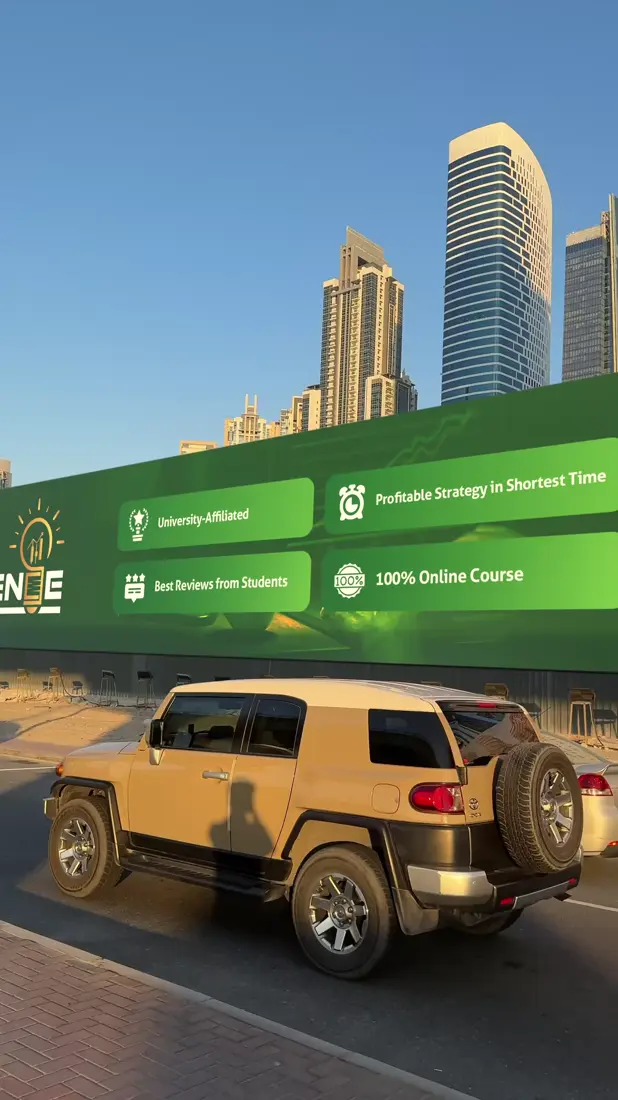 University-Affiliated
Profitable Strategy in Shortest Time
Best Reviews from Students
100%
100% Online Course